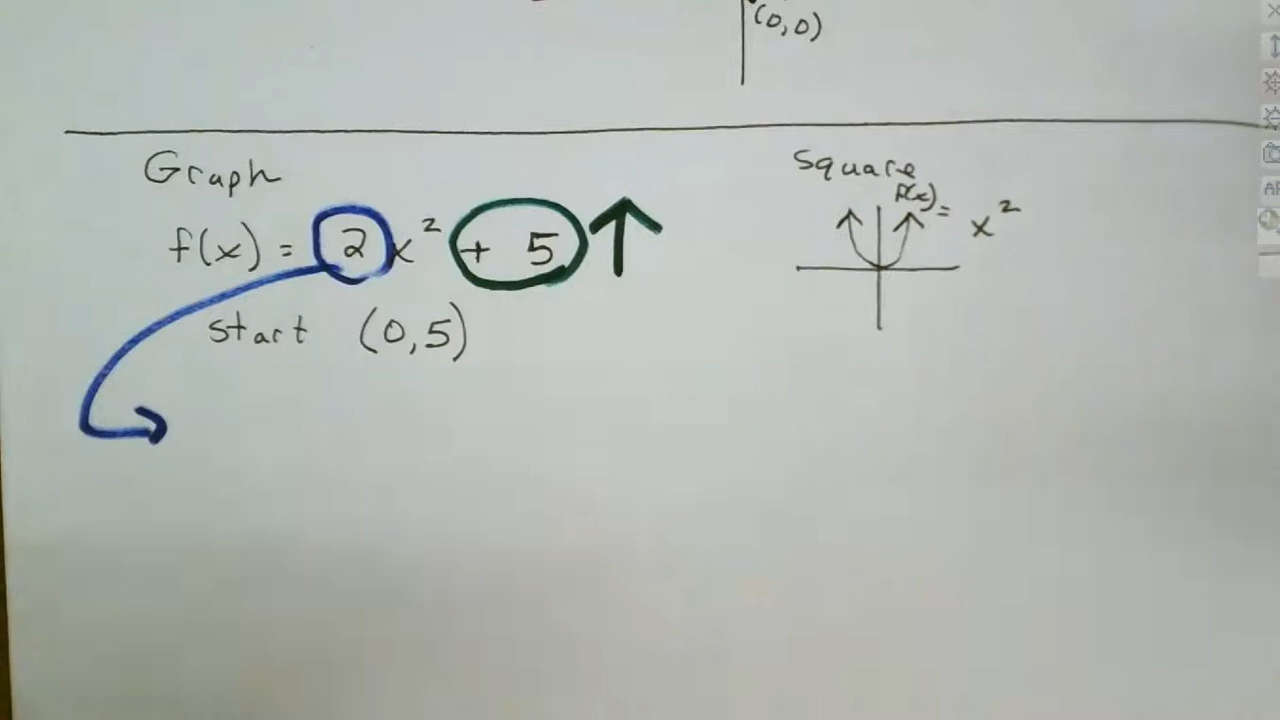 (0,0)
Graph
f(x) = 2x² + 5
start (0,5)
Square
f(x) = x²